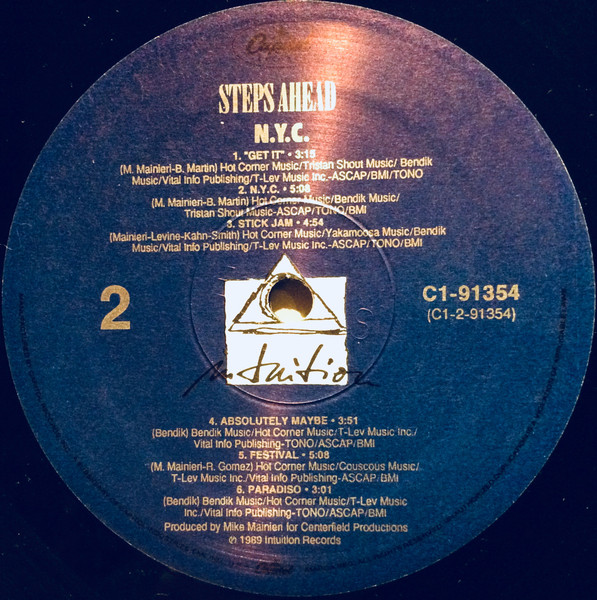 Capitol
STEPS AHEAD
N.Y.C.
1. "GET IT" • 3:15
(M. Mainieri-B. Martin) Hot Corner Music/Tristan Shout Music/ Bendik
Music/Vital Info Publishing/T-Lev Music Inc.-ASCAP/BMI/TONO
2. N.Y.C. • 5:08
(M. Mainieri-B. Martin) Hot Corner Music/Bendik Music/
Tristan Shout Music-ASCAP/TONO/BMI
3. STICK JAM • 4:54
(Mainieri-Levine-Kahn-Smith) Hot Corner Music/Yakamooca Music/Bendik
Music/Vital Info Publishing/T-Lev Music Inc.-ASCAP/TONO/BMI
2
C1-91354
(C1-2-91354)
S
intuition
4. ABSOLUTELY MAYBE • 3:51
(Bendik) Bendik Music/Hot Corner Music/T-Lev Music Inc./
Vital Info Publishing-TONO/ASCAP/BMI
5. FESTIVAL • 5:08
(M. Mainieri-R. Gomez) Hot Corner Music/Couscous Music/
T-Lev Music Inc./Vital Info Publishing-ASCAP/BMI
6. PARADISO • 3:01
(Bendik) Bendik Music/Hot Corner Music/T-Lev Music
Inc./Vital Info Publishing-TONO/ASCAP/BMI
Produced by Mike Mainieri for Centerfield Productions
℗ 1989 Intuition Records
Capitol